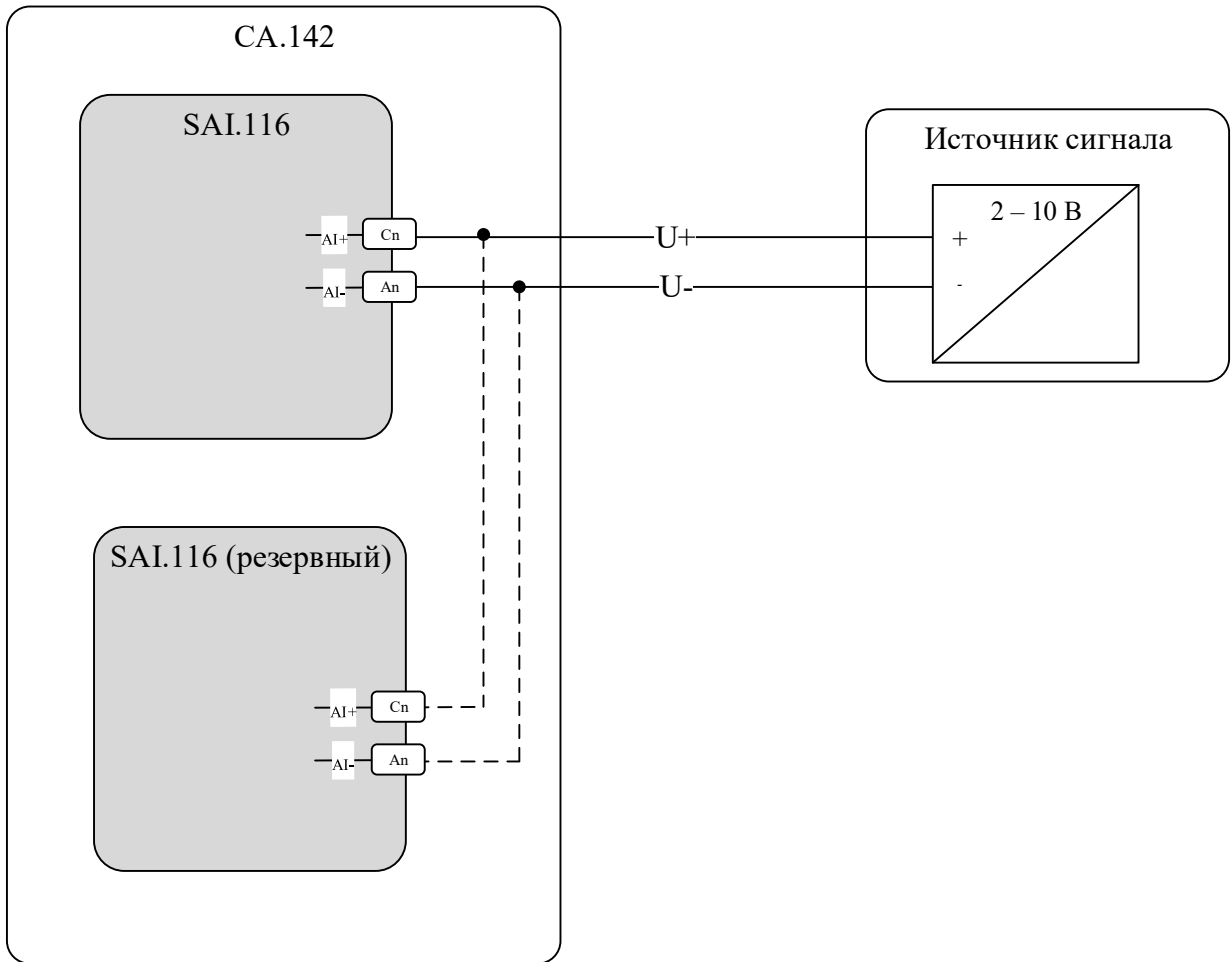 CA.142
SAI.116
Источник сигнала
2 – 10 В
AI+
Cn
U+
+
AI-
An
U-
-
SAI.116 (резервный)
AI+
Cn
AI-
An